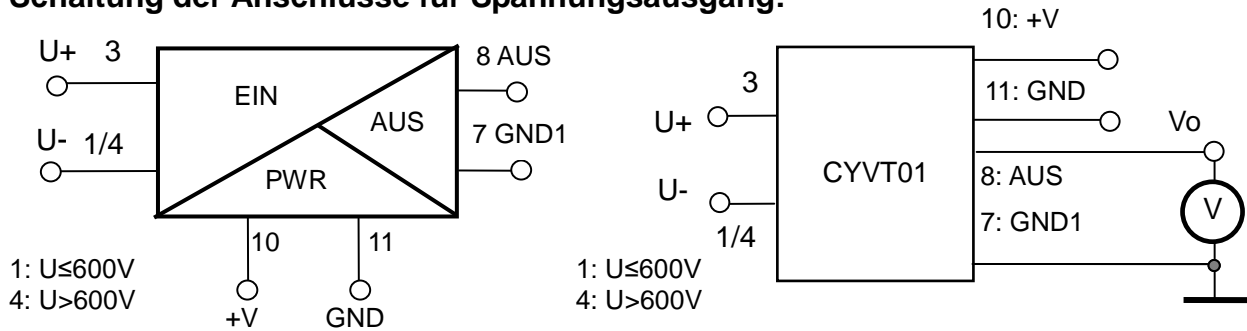 Schaltung der Anschlüsse für Spannungsausgang:
U+ 3
EIN
8 AUS
AUS
U- 1/4
7 GND1
PWR
10
11
1: U≤600V
4: U>600V
+V
GND
10: +V
3
11: GND
U+
Vo
CYVT01
8: AUS
U-
V
7: GND1
1/4
1: U≤600V
4: U>600V